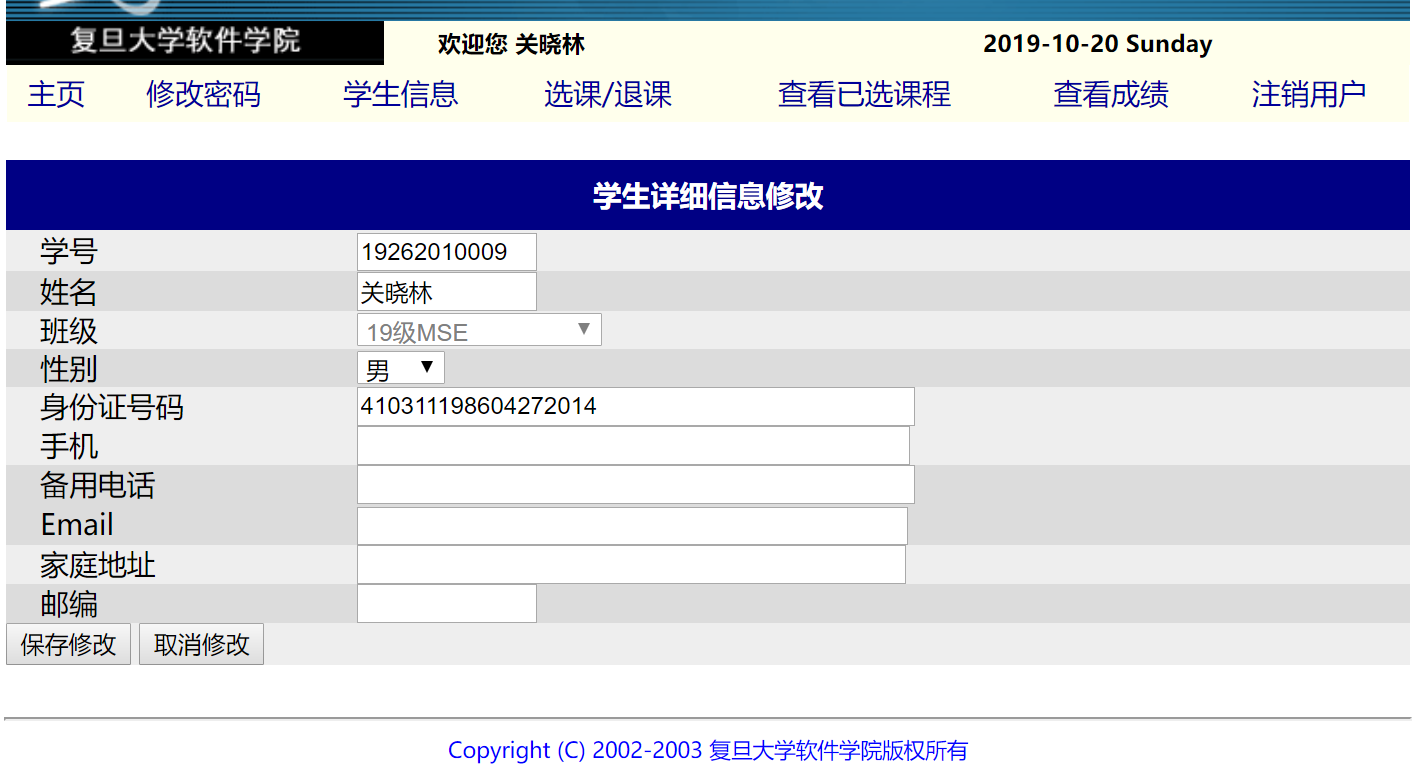 复旦大学软件学院 欢迎您 关晓林 2019-10-20 Sunday
主页 修改密码 学生信息 选课/退课 查看已选课程 查看成绩 注销用户
学生详细信息修改
学号 19262010009
姓名 关晓林
班级 19级MSE
性别 男
身份证号码 410311198604272014
手机
备用电话
Email
家庭地址
邮编
保存修改 取消修改
Copyright (C) 2002-2003 复旦大学软件学院版权所有